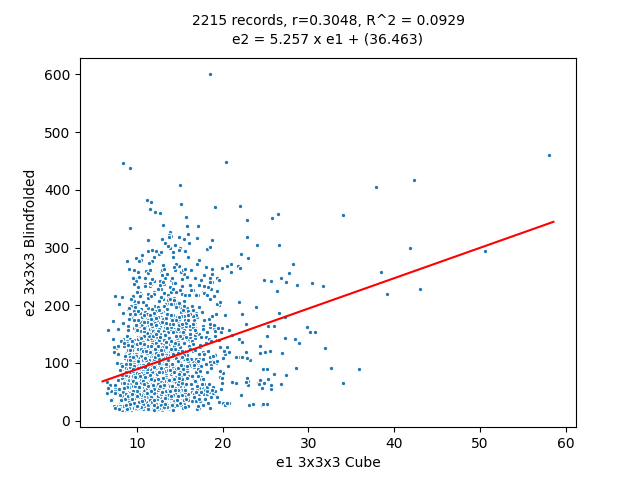 2215 records, r=0.3048, R^2 = 0.0929
e2 = 5.257 x e1 + (36.463)
600
500
400
300
200
100
0
e2 3x3x3 Blindfolded
10 20 30 40 50 60
e1 3x3x3 Cube